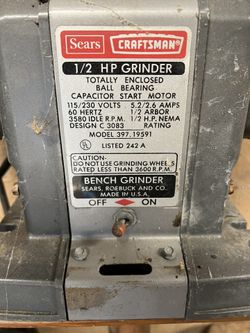 Sears CRAFTSMAN
1/2 HP GRINDER
TOTALLY ENCLOSED
BALL BEARING
CAPACITOR START MOTOR
115/230 VOLTS 5.2/2.6 AMPS
60 HERTZ 1/2 ARBOR
3580 IDLE R.P.M. 1/2 H.P. NEMA
DESIGN C 3083 RATING
MODEL 397.19591
UL LISTED 242 A
CAUTION-
DO NOT USE GRINDING WHEELS
RATED LESS THAN 3600 R.P.M.
BENCH GRINDER
SEARS, ROEBUCK AND CO.
MADE IN U.S.A.
OFF ON